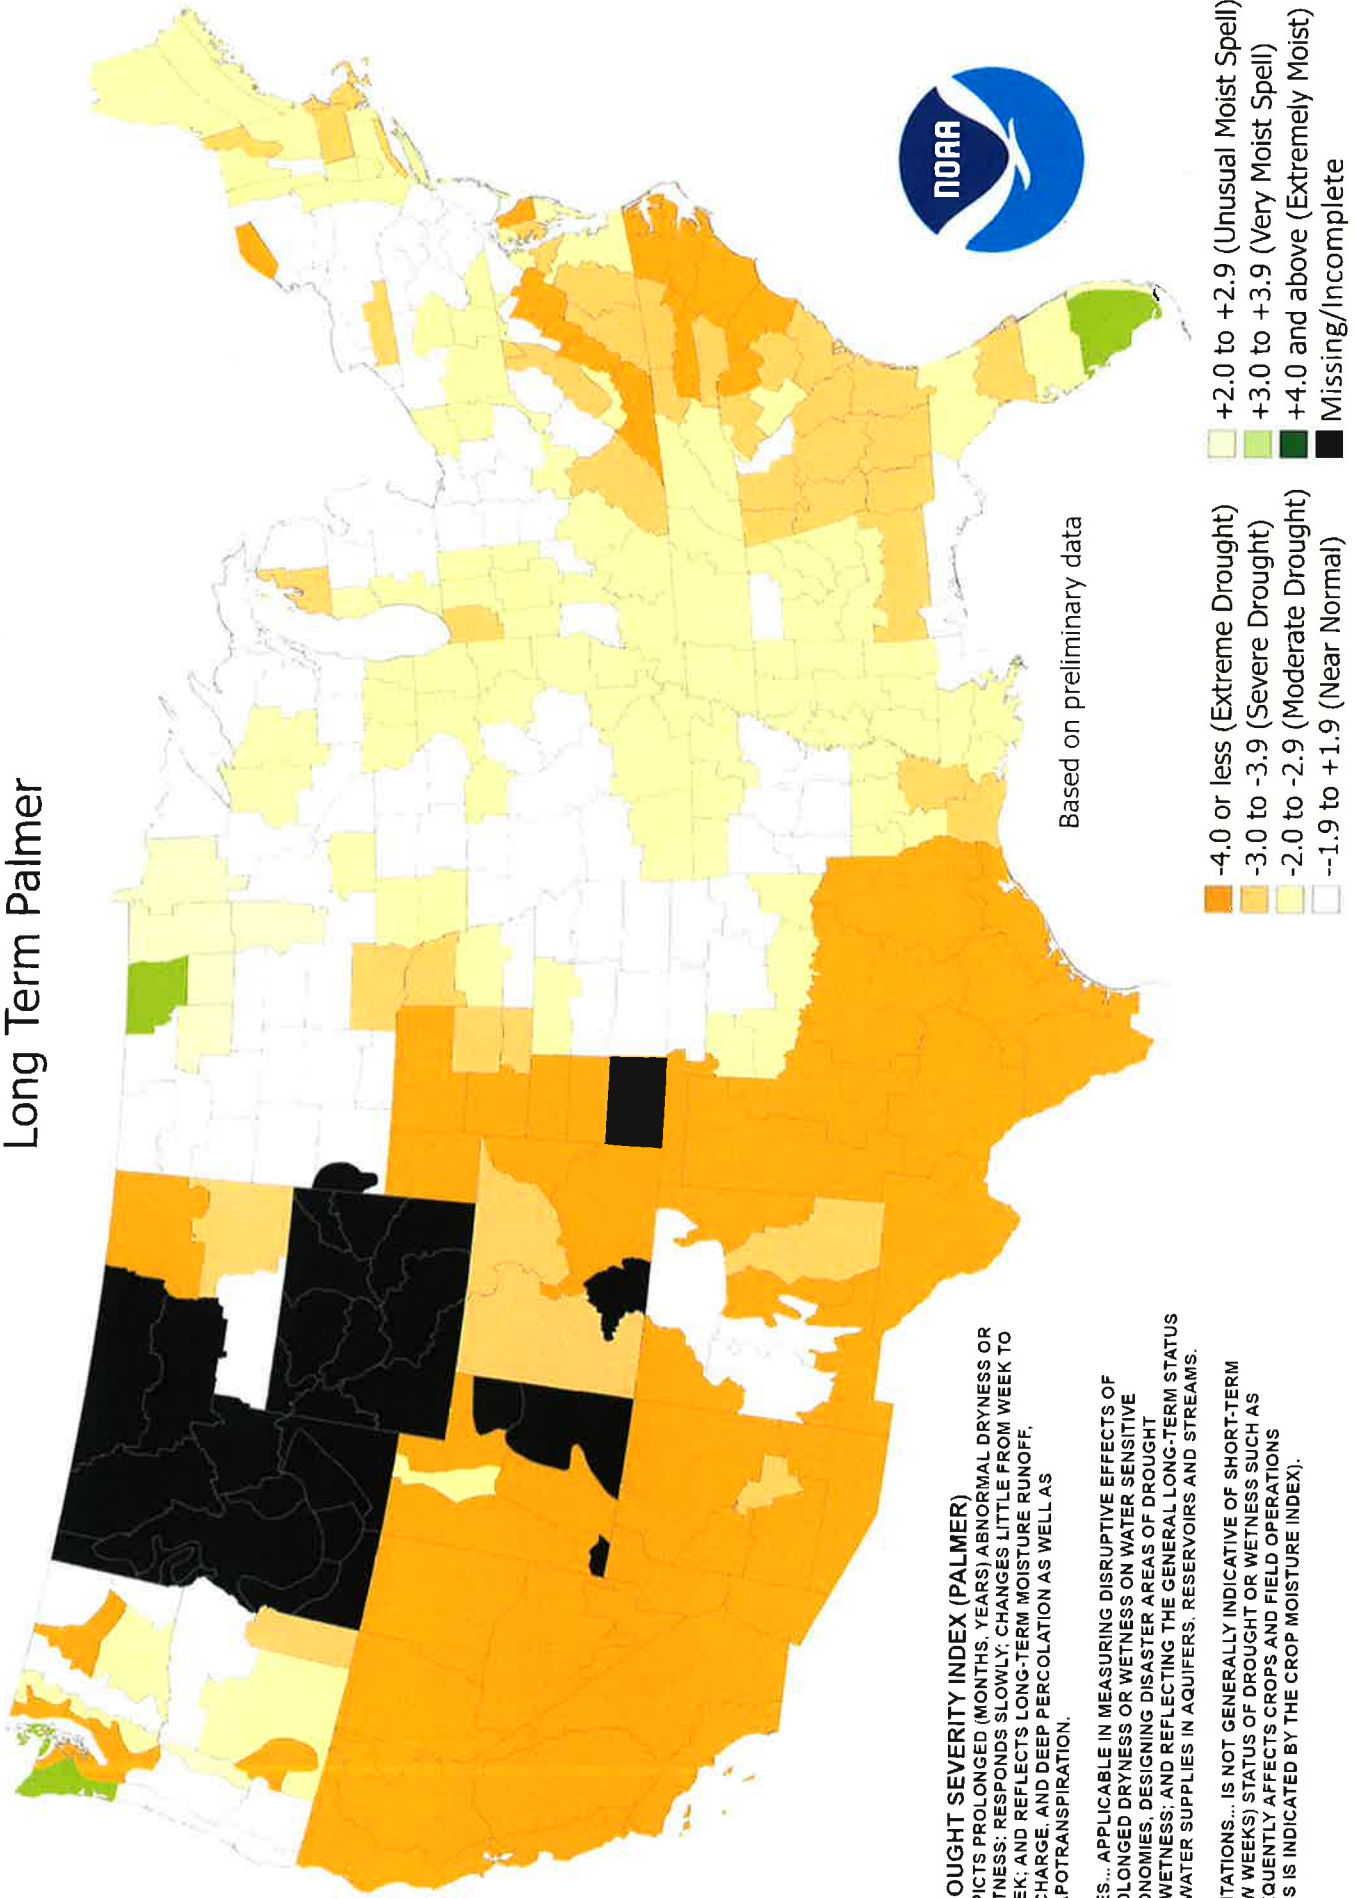 Long Term Palmer
NOAA
Based on preliminary data
OUGHT SEVERITY INDEX (PALMER)
PICTS PROLONGED (MONTHS, YEARS) ABNORMAL DRYNESS OR
TNESS; RESPONDS SLOWLY; CHANGES LITTLE FROM WEEK TO
EK; AND REFLECTS LONG-TERM MOISTURE RUNOFF,
CHARGE, AND DEEP PERCOLATION AS WELL AS
POTRANSPIRATION.
ES... APPLICABLE IN MEASURING DISRUPTIVE EFFECTS OF
LONGED DRYNESS OR WETNESS ON WATER SENSITIVE
NOMIES, DESIGNING DISASTER AREAS OF DROUGHT
WETNESS; AND REFLECTING THE GENERAL LONG-TERM STATUS
WATER SUPPLIES IN AQUIFERS, RESERVOIRS AND STREAMS.
ITATIONS... IS NOT GENERALLY INDICATIVE OF SHORT-TERM
W WEEKS) STATUS OF DROUGHT OR WETNESS SUCH AS
QUENTLY AFFECTS CROPS AND FIELD OPERATIONS
S IS INDICATED BY THE CROP MOISTURE INDEX).
-4.0 or less (Extreme Drought)
-3.0 to -3.9 (Severe Drought)
-2.0 to -2.9 (Moderate Drought)
--1.9 to +1.9 (Near Normal)
+2.0 to +2.9 (Unusual Moist Spell)
+3.0 to +3.9 (Very Moist Spell)
+4.0 and above (Extremely Moist)
Missing/Incomplete